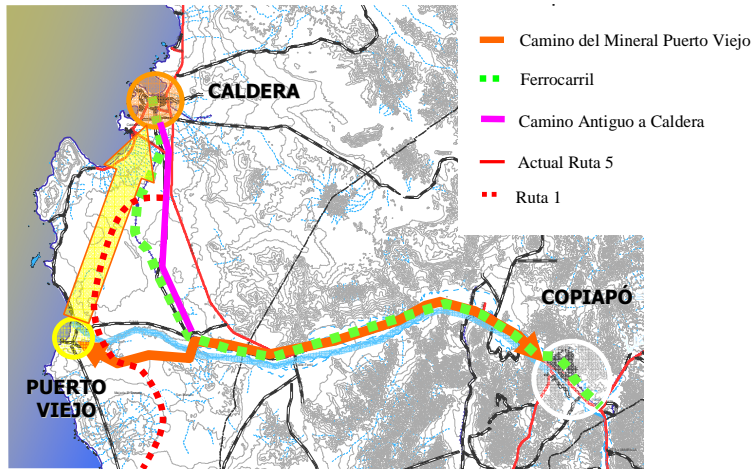 Camino del Mineral Puerto Viejo
Ferrocarril
Camino Antiguo a Caldera
Actual Ruta 5
Ruta 1
CALDERA
COPIAPÓ
PUERTO
VIEJO